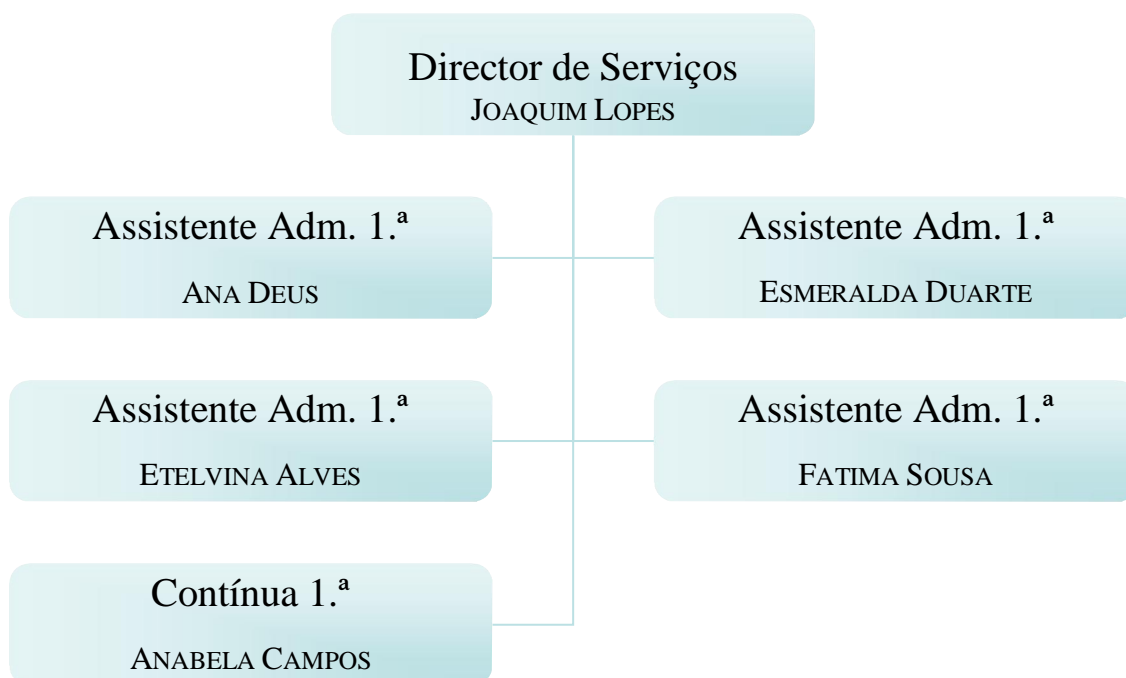 Director de Serviços
JOAQUIM LOPES
Assistente Adm. 1.ª
ANA DEUS
Assistente Adm. 1.ª
ESMERALDA DUARTE
Assistente Adm. 1.ª
ETELVINA ALVES
Assistente Adm. 1.ª
FATIMA SOUSA
Contínua 1.ª
ANABELA CAMPOS